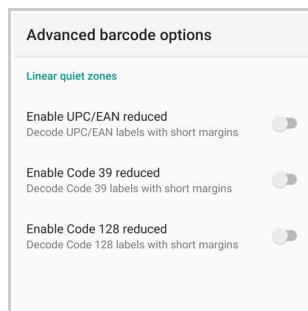 Advanced barcode options
Linear quiet zones
Enable UPC/EAN reduced
Decode UPC/EAN labels with short margins
Enable Code 39 reduced
Decode Code 39 labels with short margins
Enable Code 128 reduced
Decode Code 128 labels with short margins